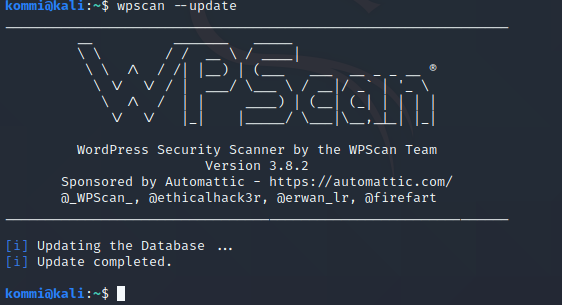 kommi@kali:~$ wpscan --update
WPScan ®
WordPress Security Scanner by the WPScan Team
Version 3.8.2
Sponsored by Automattic - https://automattic.com/
@_WPScan_, @ethicalhack3r, @erwan_lr, @firefart
[i] Updating the Database ...
[i] Update completed.
kommi@kali:~$